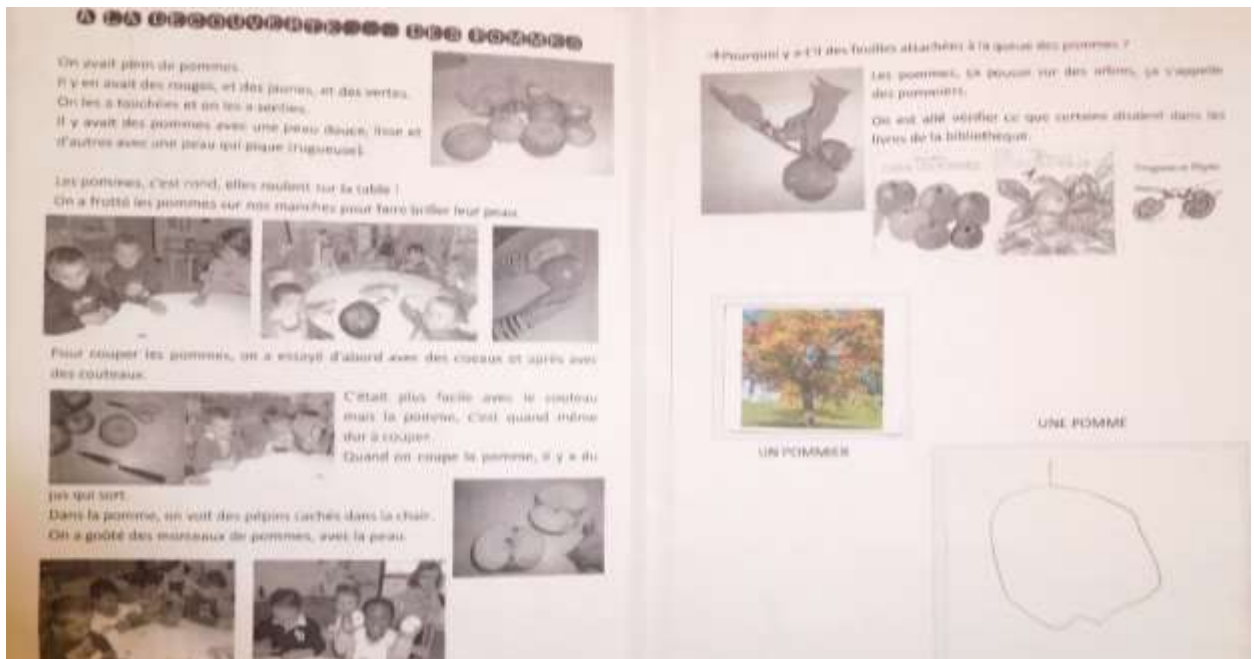 A LA DECOUVERTE... DES POMMES
On avait plein de pommes.
Il y en avait des rouges, et des jaunes, et des vertes.
On les a touchées et on les a senties.
Il y avait des pommes avec une peau douce, lisse et
d'autres avec une peau qui pique (rugueuse).
Les pommes, c'est rond, elles roulent sur la table !
On a frotté les pommes sur nos manches pour faire briller leur peau.
Pour couper les pommes, on a essayé d'abord avec des ciseaux et après avec
des couteaux.
C'était plus facile avec le couteau
mais la pomme, c'est quand même
dur à couper.
Quand on coupe la pomme, il y a du
jus qui sort.
Dans la pomme, on voit des pépins cachés dans la chair.
On a goûté des morceaux de pommes, avec la peau.
Pourquoi y a-t'il des feuilles attachées à la queue des pommes ?
Les pommes, ça pousse sur des arbres, ça s'appelle
des pommiers.
On est allé vérifier ce que certains disaient dans les
livres de la bibliothèque.
UN POMMIER
UNE POMME